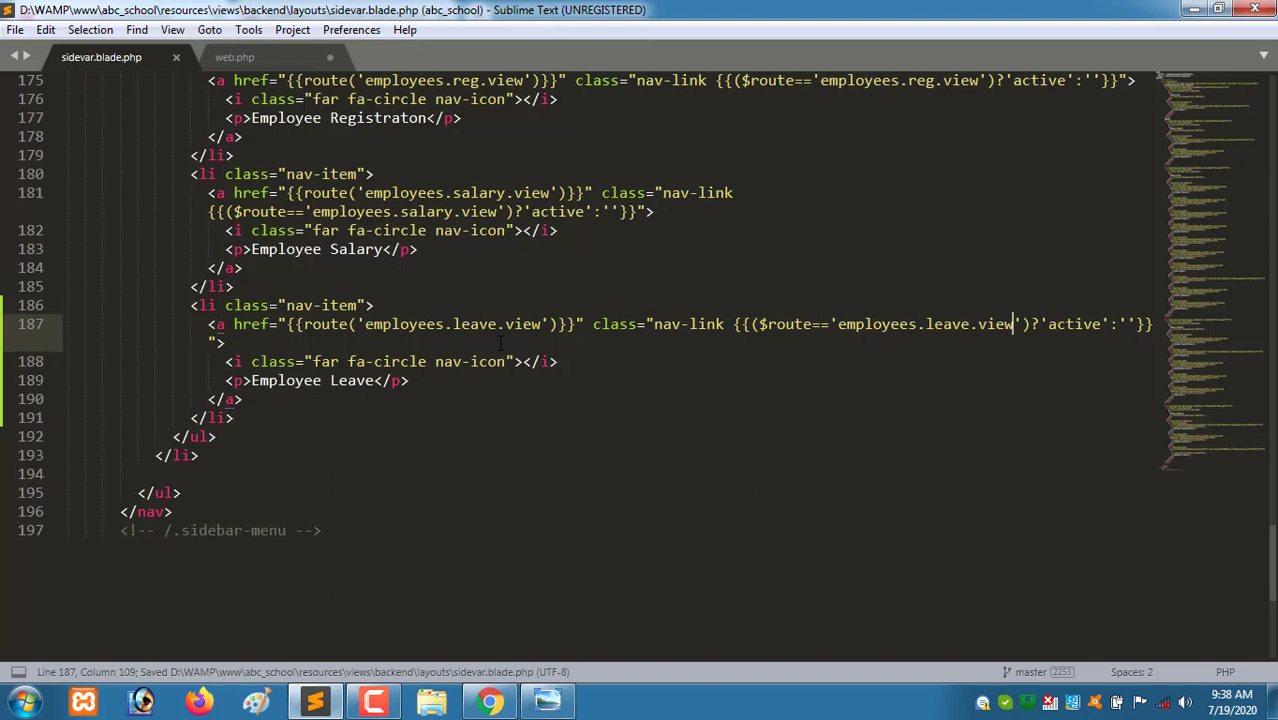 D:\WAMP\www\abc_school\resources\views\backend\layouts\sidevar.blade.php (abc_school) - Sublime Text (UNREGISTERED)
File Edit Selection Find View Goto Tools Project Preferences Help
sidevar.blade.php × web.php
175 <a href="{{route('employees.reg.view')}}" class="nav-link {{($route=='employees.reg.view')?'active':''}}">
176 <i class="far fa-circle nav-icon"></i>
177 <p>Employee Registraton</p>
178 </a>
179 </li>
180 <li class="nav-item">
181 <a href="{{route('employees.salary.view')}}" class="nav-link
{{($route=='employees.salary.view')?'active':''}}">
182 <i class="far fa-circle nav-icon"></i>
183 <p>Employee Salary</p>
184 </a>
185 </li>
186 <li class="nav-item">
187 <a href="{{route('employees.leave.view')}}" class="nav-link {{($route=='employees.leave.view')?'active':''}}
">
188 <i class="far fa-circle nav-icon"></i>
189 <p>Employee Leave</p>
190 </a>
191 </li>
192 </ul>
193 </li>
194
195 </ul>
196 </nav>
197 <!-- /.sidebar-menu -->
Line 187, Column 109; Saved D:\WAMP\www\abc_school\resources\views\backend\layouts\sidevar.blade.php (UTF-8)
master 2253 Spaces: 2 PHP
9:38 AM
7/19/2020